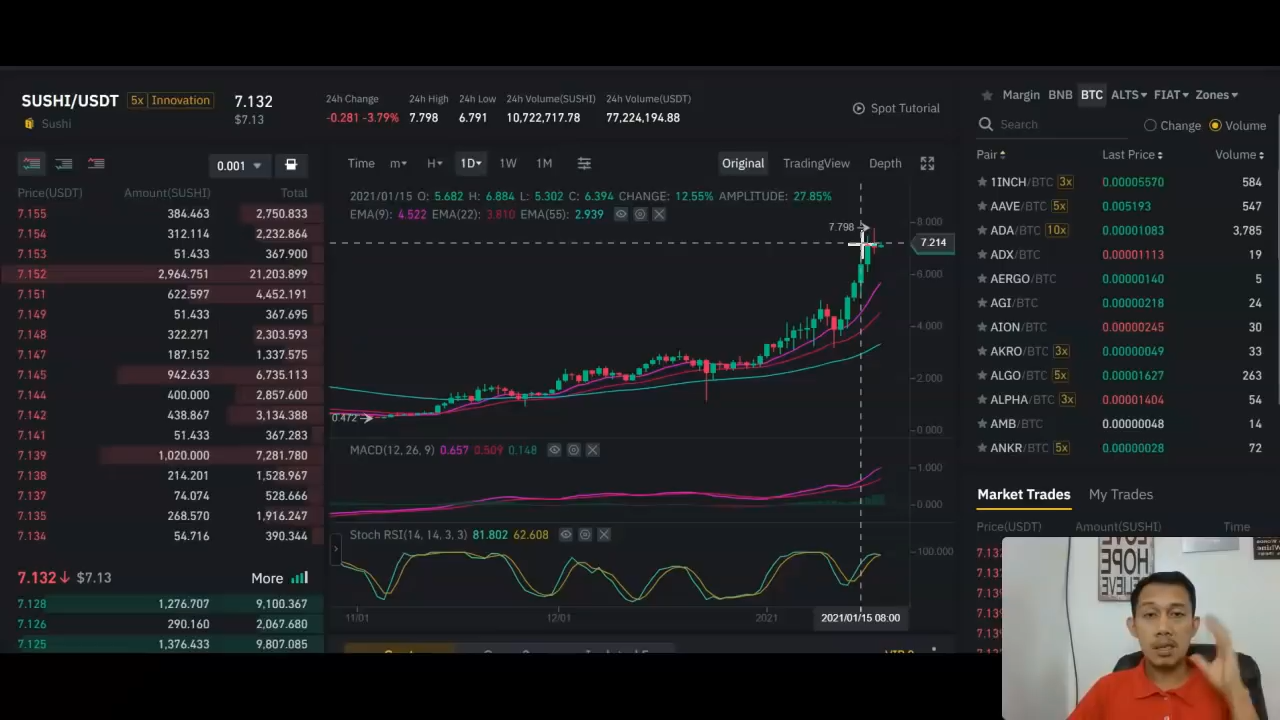 SUSHI/USDT 5x Innovation 7.132 24h Change 24h High 24h Low 24h Volume(SUSHI) 24h Volume(USDT)
Sushi $7.13 -0.281 -3.79% 7.798 6.791 10,722,717.78 77,224,194.88
Spot Tutorial
0.001
Price(USDT) Amount(SUSHI) Total
7.155 384.463 2,750.833
7.154 312.114 2,232.864
7.153 51.433 367.900
7.152 2,964.751 21,203.899
7.151 622.597 4,452.191
7.149 51.433 367.695
7.148 322.271 2,303.593
7.147 187.152 1,337.575
7.145 942.633 6,735.113
7.144 400.000 2,857.600
7.142 438.867 3,134.388
7.141 51.433 367.283
7.139 1,020.000 7,281.780
7.138 214.201 1,528.967
7.137 74.074 528.666
7.135 268.570 1,916.247
7.134 54.716 390.344
7.132 $7.13 More
7.128 1,276.707 9,100.367
7.126 290.160 2,067.680
7.125 1,376.433 9,807.085
Time m H 1D 1W 1M Original TradingView Depth
2021/01/15 O: 5.682 H: 6.884 L: 5.302 C: 6.394 CHANGE: 12.55% AMPLITUDE: 27.85%
EMA(9): 4.522 EMA(22): 3.810 EMA(55): 2.939
7.798
8.000
7.214
6.000
4.000
2.000
0.472
0.000
MACD(12, 26, 9) 0.657 0.509 0.148
1.000
0.000
Stoch RSI(14, 14, 3, 3) 81.802 62.608
100.000
11/01 12/01 2021 2021/01/15 08:00
Margin BNB BTC ALTS FIAT Zones
Search Change Volume
Pair Last Price Volume
1INCH/BTC 3x 0.00005570 584
AAVE/BTC 5x 0.005193 547
ADA/BTC 10x 0.00001083 3,785
ADX/BTC 0.00001113 19
AERGO/BTC 0.00000140 5
AGI/BTC 0.00000218 24
AION/BTC 0.00000245 30
AKRO/BTC 3x 0.00000049 33
ALGO/BTC 5x 0.00001627 263
ALPHA/BTC 3x 0.00001404 54
AMB/BTC 0.00000048 14
ANKR/BTC 5x 0.00000028 72
Market Trades My Trades
Price(USDT) Amount(SUSHI) Time
LOVE
HOPE
BELIEVE